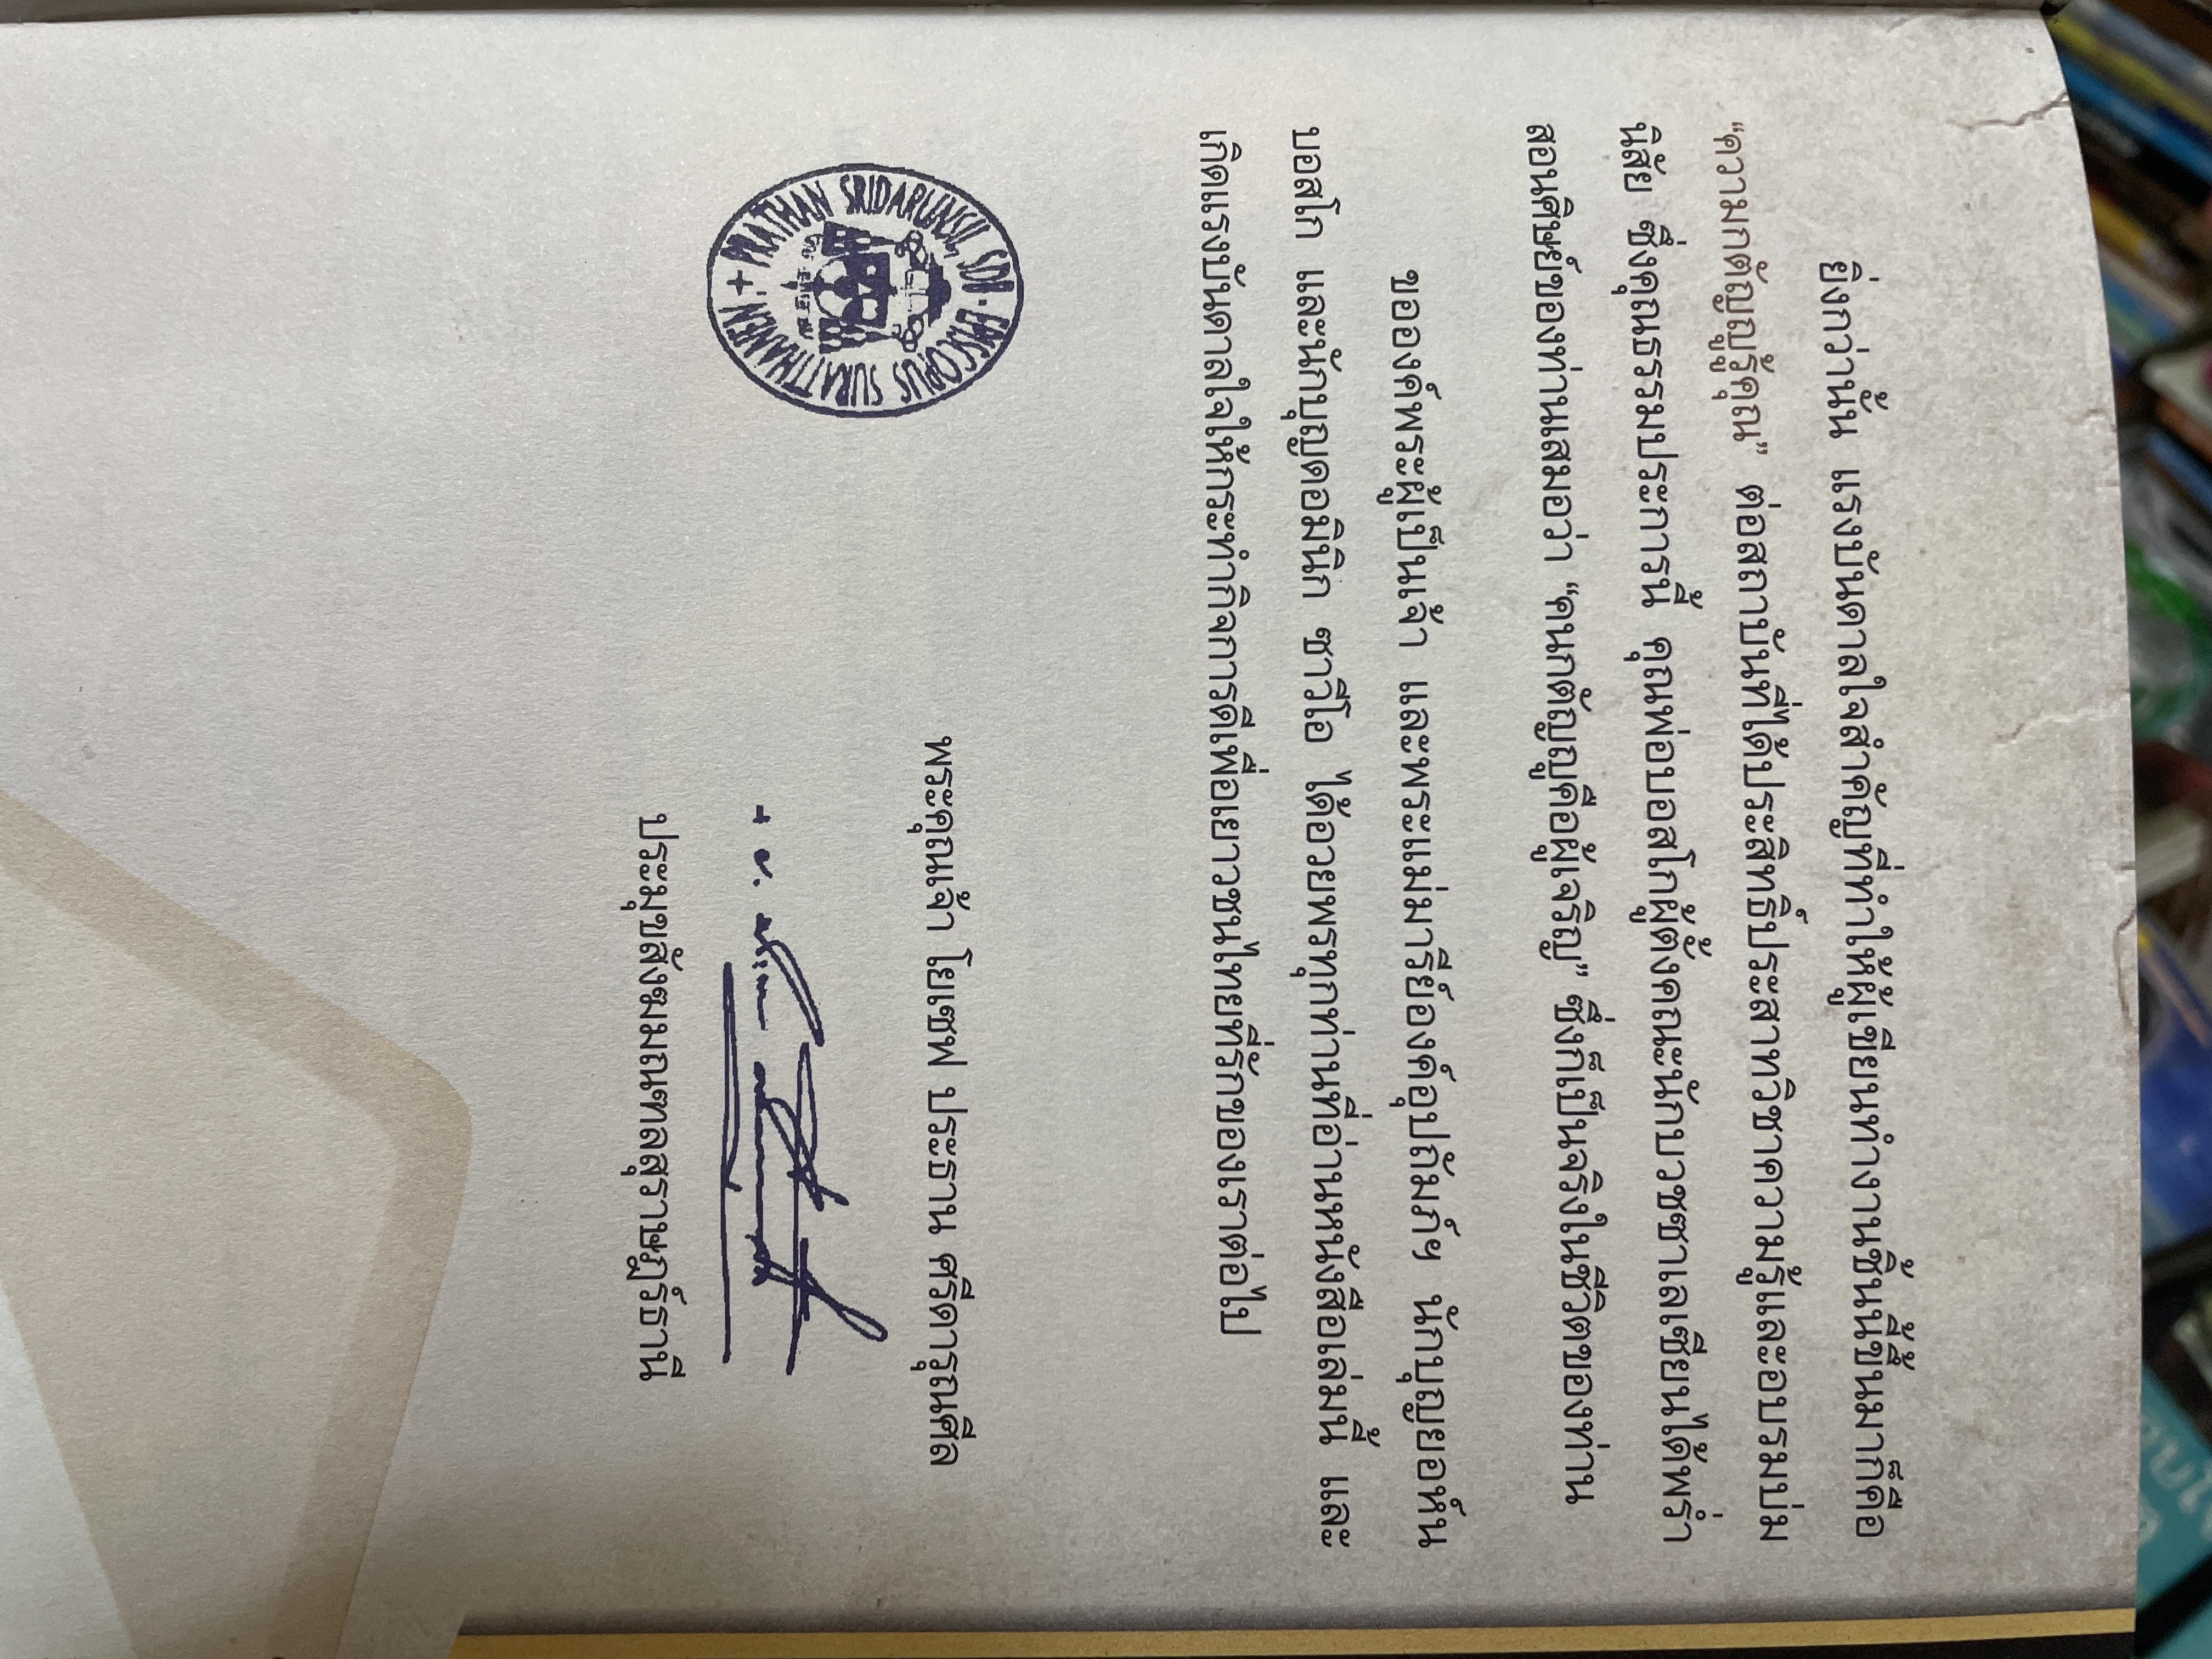 ยิ่งกว่านั้น แรงบันดาลใจสำคัญที่ทำให้ผู้เขียนทำงานชิ้นนี้ขึ้นมาก็คือ
“ความกตัญญูรู้คุณ” ต่อสถาบันที่ได้ประสิทธิ์ประสาทวิชาความรู้และอบรมบ่ม
นิสัย ซึ่งคุณธรรมประการนี้ คุณพ่อบอสโกผู้ตั้งคณะนักบวชซาเลเซียนได้พร่ำ
สอนศิษย์ของท่านเสมอว่า “คนกตัญญูคือผู้เจริญ” ซึ่งก็เป็นจริงในชีวิตของท่าน
ขอองค์พระผู้เป็นเจ้า และพระแม่มารีย์องค์อุปถัมภ์ฯ นักบุญยอห์น
บอสโก และนักบุญดอมินิก ซาวีโอ ได้อวยพรทุกท่านที่อ่านหนังสือเล่มนี้ และ
เกิดแรงบันดาลใจให้กระทำกิจการดีเพื่อเยาวชนไทยที่รักของเราต่อไป
พระคุณเจ้า โยเซฟ ประธาน ศรีดารุณศีล
ประมุขสังฆมณฑลสุราษฎร์ธานี
+ PRATHAN SRIDARUNSIL, SDB · EPISCOPUS SURATTHANIEN